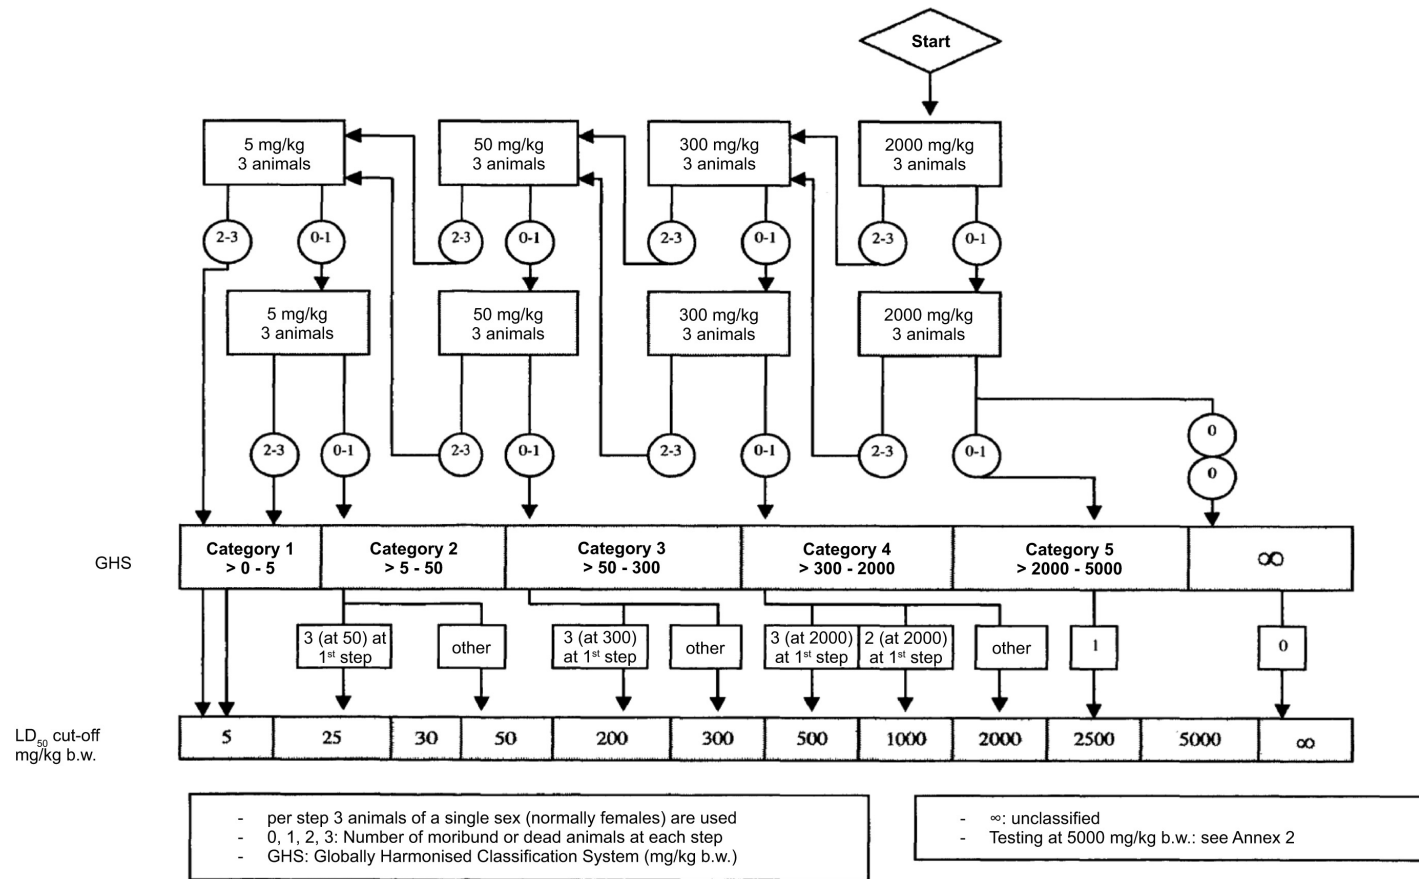 Start
5 mg/kg
3 animals
50 mg/kg
3 animals
300 mg/kg
3 animals
2000 mg/kg
3 animals
2-3
0-1
2-3
0-1
2-3
0-1
2-3
0-1
5 mg/kg
3 animals
50 mg/kg
3 animals
300 mg/kg
3 animals
2000 mg/kg
3 animals
2-3
0-1
2-3
0-1
2-3
0-1
2-3
0-1
0
0
GHS
Category 1
> 0 - 5
Category 2
> 5 - 50
Category 3
> 50 - 300
Category 4
> 300 - 2000
Category 5
> 2000 - 5000
∞
3 (at 50) at
1st step
other
3 (at 300)
at 1st step
other
3 (at 2000)
at 1st step
2 (at 2000)
at 1st step
other
1
0
LD50 cut-off
mg/kg b.w.
5
25
30
50
200
300
500
1000
2000
2500
5000
∞
- per step 3 animals of a single sex (normally females) are used
- 0, 1, 2, 3: Number of moribund or dead animals at each step
- GHS: Globally Harmonised Classification System (mg/kg b.w.)
- ∞: unclassified
- Testing at 5000 mg/kg b.w.: see Annex 2